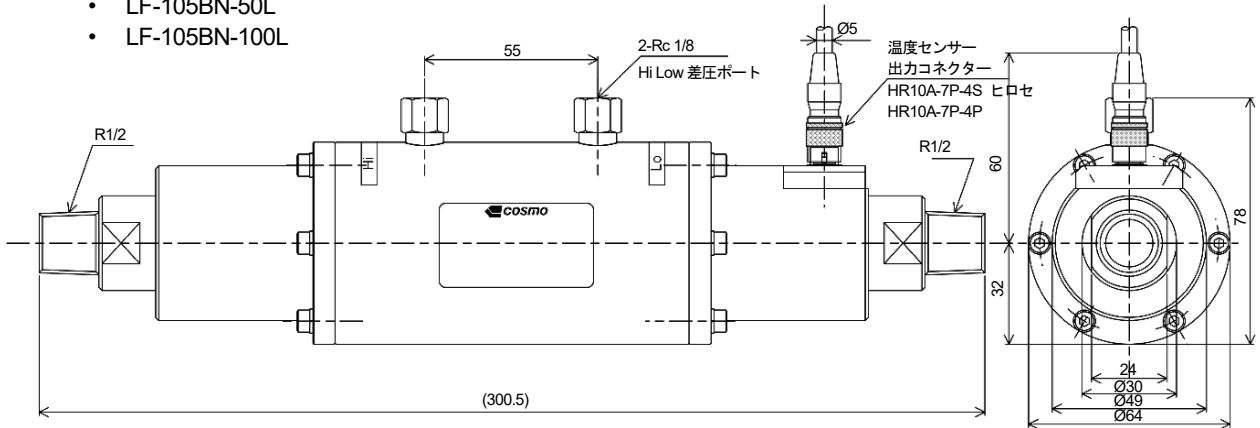 • LF-105BN-50L
• LF-105BN-100L
55
2-Rc 1/8
Hi Low 差圧ポート
Ø5
温度センサー
出力コネクター
HR10A-7P-4S ヒロセ
HR10A-7P-4P
R1/2
R1/2
Hi
Lo
cosmo
60
32
78
24
Ø30
Ø49
Ø64
(300.5)